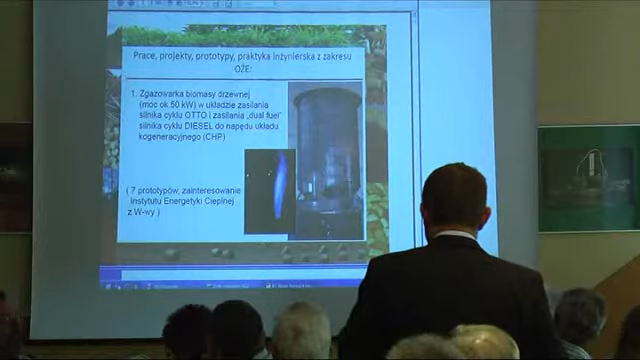 Prace, projekty, prototypy, praktyka inżynierska z zakresu
OŹE:
1. Zgazowarka biomasy drzewnej
(moc ok.50 kW) w układzie zasilania
silnika cyklu OTTO i zasilania „dual fuel"
silnika cyklu DIESEL do napędu układu
kogeneracyjnego (CHP)
( 7 prototypów, zainteresowanie
Instytutu Energetyki Cieplnej
z W-wy )